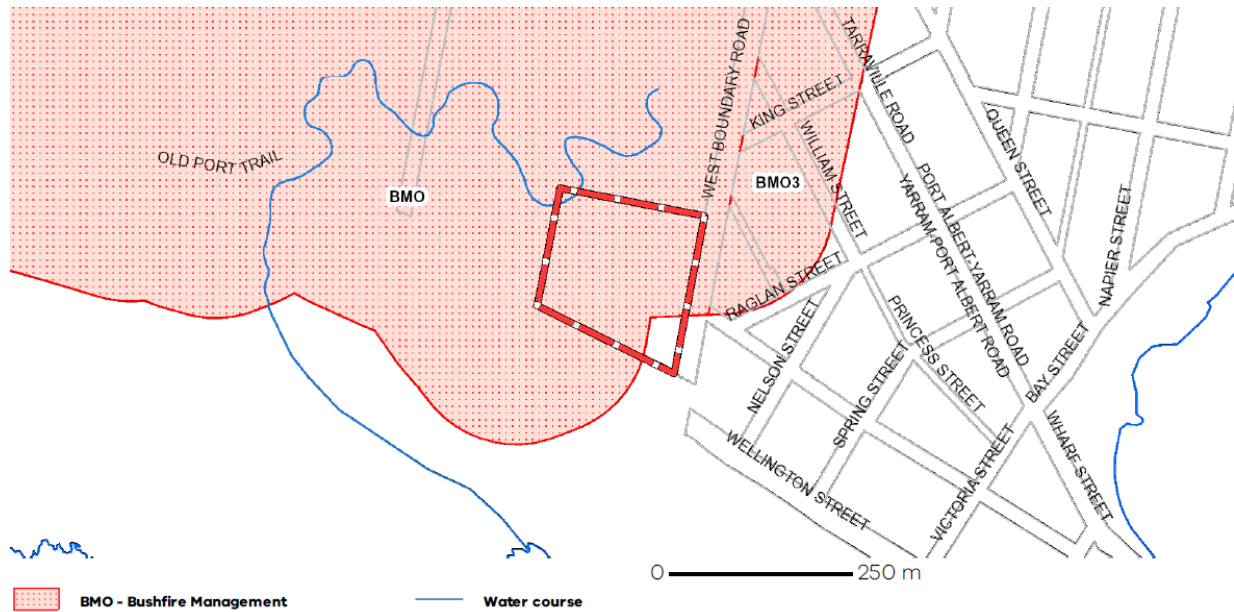 TARRAVILLE ROAD
WEST BOUNDARY ROAD
KING STREET
QUEEN STREET
OLD PORT TRAIL
WILLIAM STREET
BMO
BMO3
PORT ALBERT-YARRAM ROAD
YARRAM-PORT ALBERT ROAD
NAPIER STREET
RAGLAN STREET
PRINCESS STREET
NELSON STREET
SPRING STREET
BAY STREET
WELLINGTON STREET
VICTORIA STREET
WHARF STREET
0 250 m
BMO - Bushfire Management
Water course